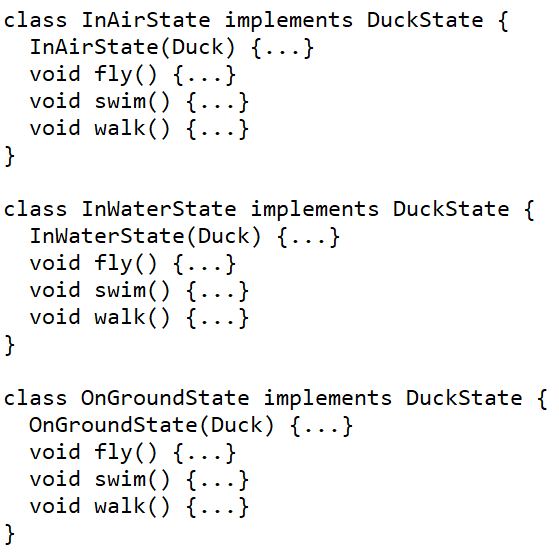 class InAirState implements DuckState {
  InAirState(Duck) {...}
  void fly() {...}
  void swim() {...}
  void walk() {...}
}

class InWaterState implements DuckState {
  InWaterState(Duck) {...}
  void fly() {...}
  void swim() {...}
  void walk() {...}
}

class OnGroundState implements DuckState {
  OnGroundState(Duck) {...}
  void fly() {...}
  void swim() {...}
  void walk() {...}
}